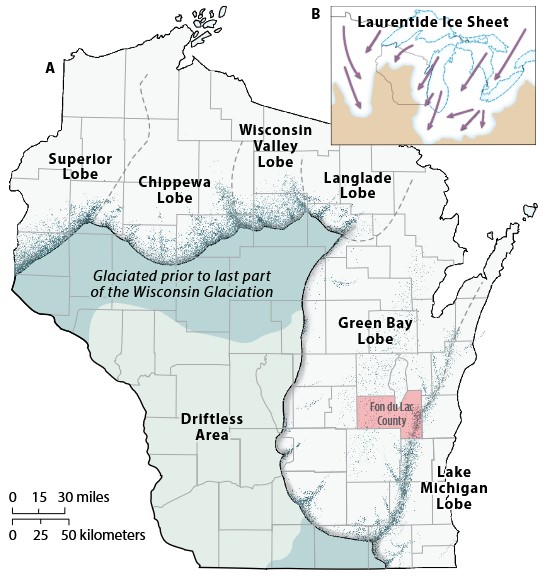 B
Laurentide Ice Sheet
A
Wisconsin
Valley
Lobe
Superior
Lobe
Chippewa
Lobe
Langlade
Lobe
Glaciated prior to last part
of the Wisconsin Glaciation
Green Bay
Lobe
Fon du Lac
County
Driftless
Area
Lake
Michigan
Lobe
0 15 30 miles
0 25 50 kilometers